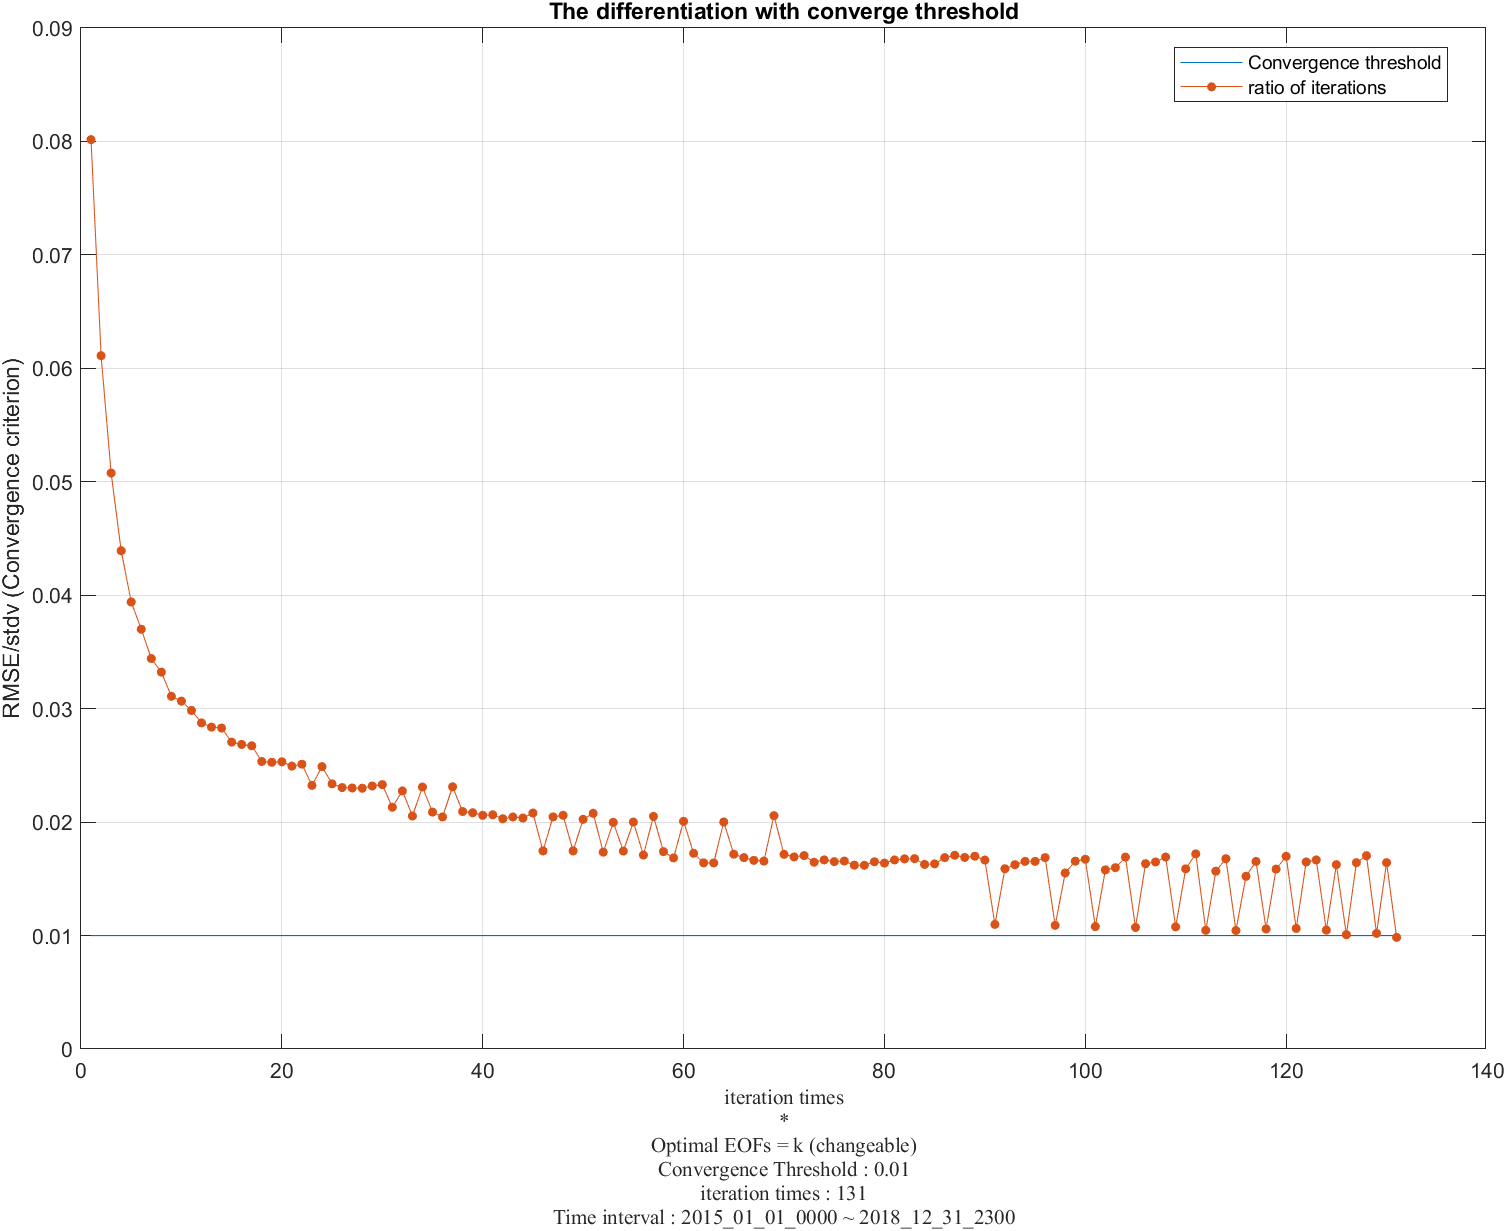 The differentiation with converge threshold
Convergence threshold
ratio of iterations
RMSE/stdv (Convergence criterion)
0.09
0.08
0.07
0.06
0.05
0.04
0.03
0.02
0.01
0
0 20 40 60 80 100 120 140
iteration times
*
Optimal EOFs = k (changeable)
Convergence Threshold : 0.01
iteration times : 131
Time interval : 2015_01_01_0000 ~ 2018_12_31_2300